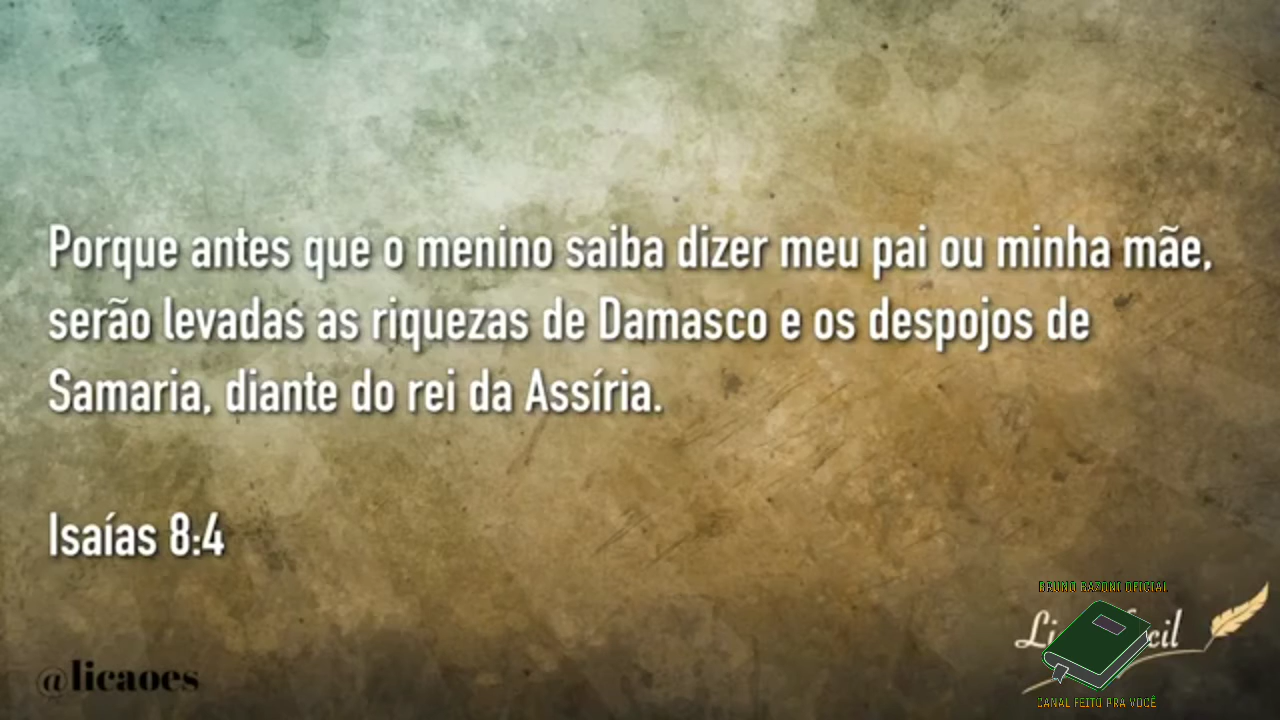 Porque antes que o menino saiba dizer meu pai ou minha mãe,
serão levadas as riquezas de Damasco e os despojos de
Samaria, diante do rei da Assíria.
Isaías 8:4
BRUNO RAZONI OFICIAL
CANAL FEITO PRA VOCÊ
@licaoes